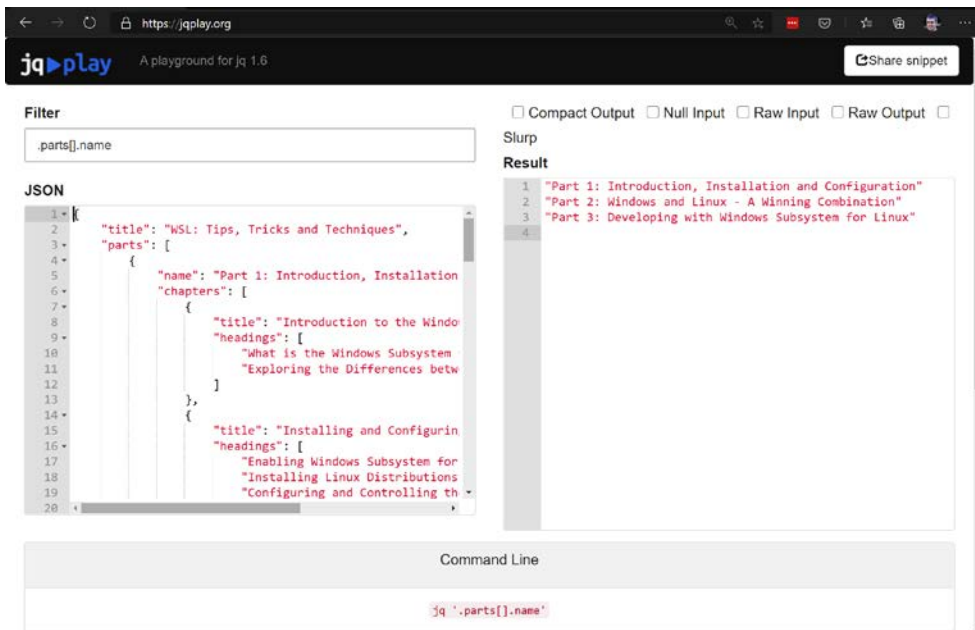 https://jqplay.org
jq play
A playground for jq 1.6
Share snippet
Filter
.parts[].name
JSON
1 {
2 "title": "WSL: Tips, Tricks and Techniques",
3 "parts": [
4 {
5 "name": "Part 1: Introduction, Installation
6 "chapters": [
7 {
8 "title": "Introduction to the
9 "headings": [
10 "What is the Windows Subsystem
11 "Exploring the Differences
12 ]
13 },
14 {
15 "title": "Installing and
16 "headings": [
17 "Enabling Windows Subsystem for
18 "Installing Linux Distributions
19 "Configuring and Controlling
20
Compact Output Null Input Raw Input Raw Output
Slurp
Result
1 "Part 1: Introduction, Installation and Configuration"
2 "Part 2: Windows and Linux - A Winning Combination"
3 "Part 3: Developing with Windows Subsystem for Linux"
4
Command Line
jq '.parts[].name'